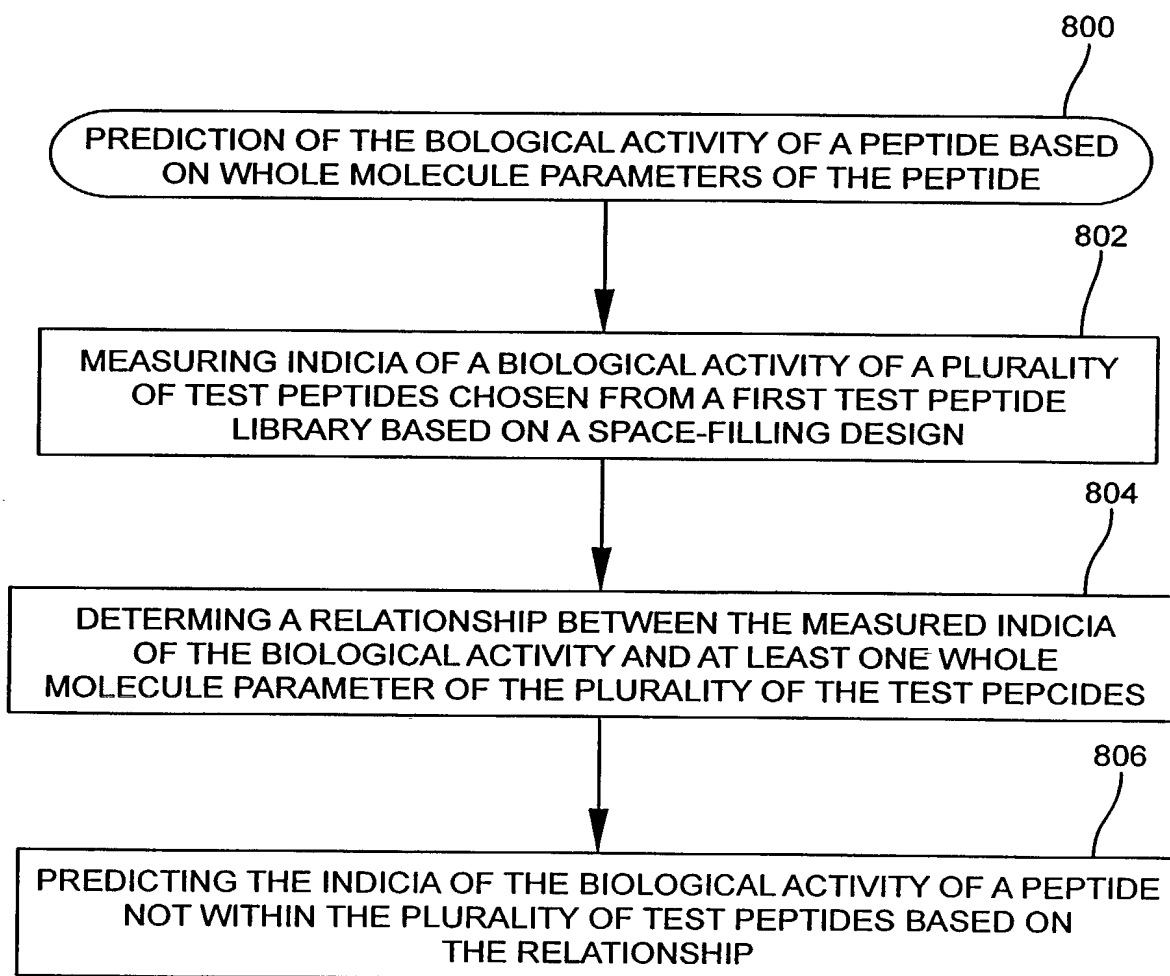 800
PREDICTION OF THE BOLOGICAL ACTIVITY OF A PEPTIDE BASED
ON WHOLE MOLECULE PARAMETERS OF THE PEPTIDE
802
MEASURING INDICIA OF A BIOLOGICAL ACTIVITY OF A PLURALITY
OF TEST PEPTIDES CHOSEN FROM A FIRST TEST PEPTIDE
LIBRARY BASED ON A SPACE-FILLING DESIGN
804
DETERMING A RELATIONSHIP BETWEEN THE MEASURED INDICIA
OF THE BIOLOGICAL ACTIVITY AND AT LEAST ONE WHOLE
MOLECULE PARAMETER OF THE PLURALITY OF THE TEST PEPCIDES
806
PREDICTING THE INDICIA OF THE BIOLOGICAL ACTIVITY OF A PEPTIDE
NOT WITHIN THE PLURALITY OF TEST PEPTIDES BASED ON
THE RELATIONSHIP